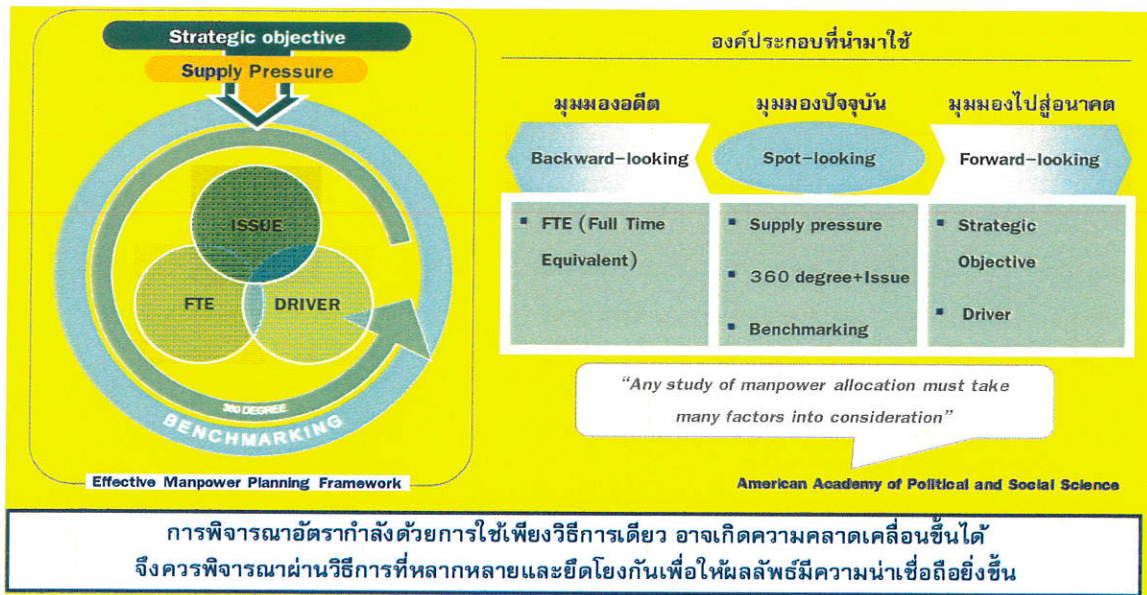 Strategic objective
Supply Pressure
ISSUE
FTE
DRIVER
360 DEGREE
BENCHMARKING
Effective Manpower Planning Framework
องค์ประกอบที่นำมาใช้
มุมมองอดีต
มุมมองปัจจุบัน
มุมมองไปสู่อนาคต
Backward-looking
Spot-looking
Forward-looking
▪ FTE (Full Time
Equivalent)
▪ Supply pressure
▪ 360 degree+Issue
▪ Benchmarking
▪ Strategic
Objective
▪ Driver
“Any study of manpower allocation must take
many factors into consideration”
American Academy of Political and Social Science
การพิจารณาอัตรากำลังด้วยการใช้เพียงวิธีการเดียว อาจเกิดความคลาดเคลื่อนขึ้นได้
จึงควรพิจารณาผ่านวิธีการที่หลากหลายและยึดโยงกันเพื่อให้ผลลัพธ์มีความน่าเชื่อถือยิ่งขึ้น